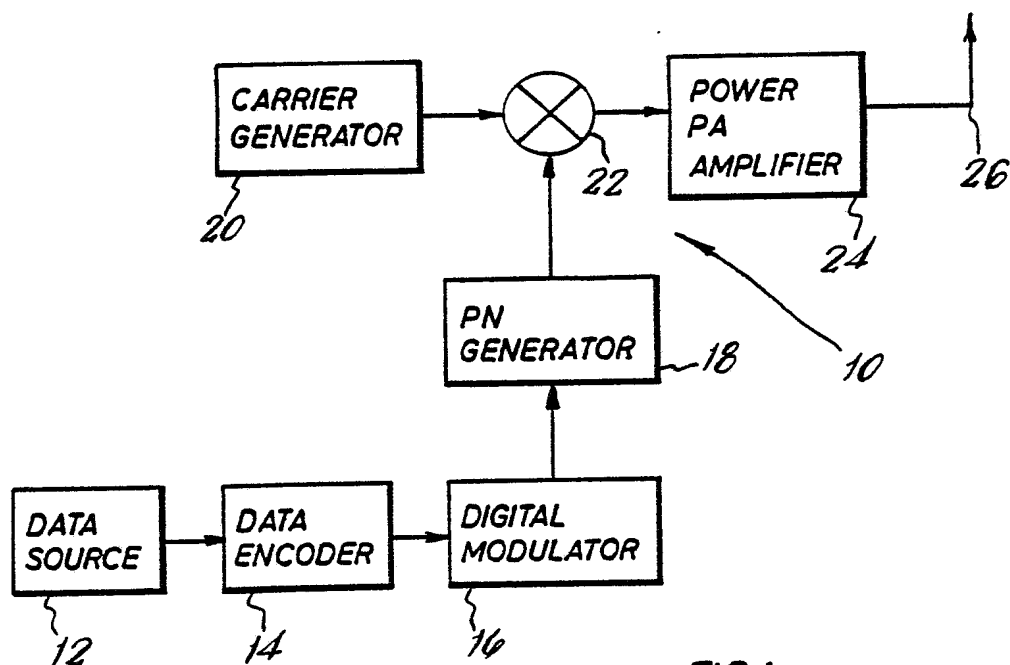 CARRIER
GENERATOR
20
22
POWER
PA
AMPLIFIER
24
26
PN
GENERATOR
18
10
DATA
SOURCE
12
DATA
ENCODER
14
DIGITAL
MODULATOR
16